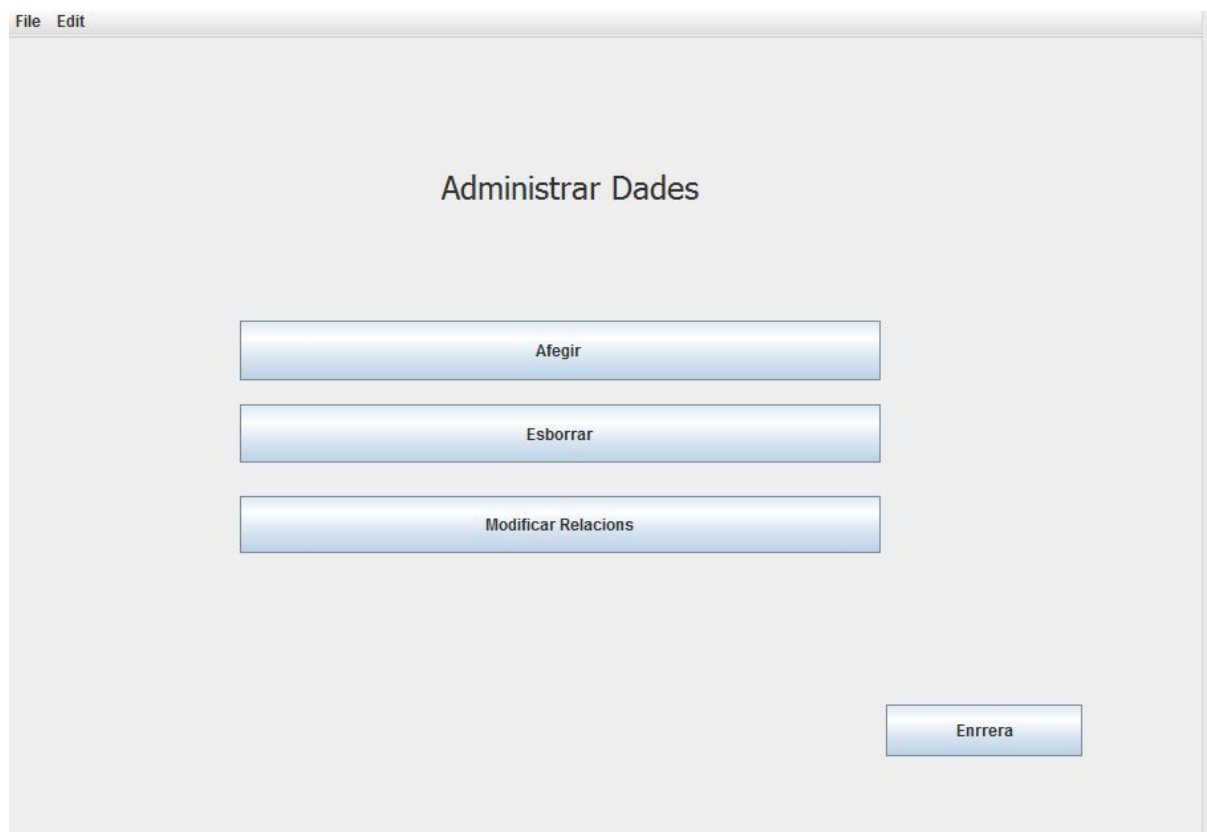 File Edit
Administrar Dades
Afegir
Esborrar
Modificar Relacions
Enrrera